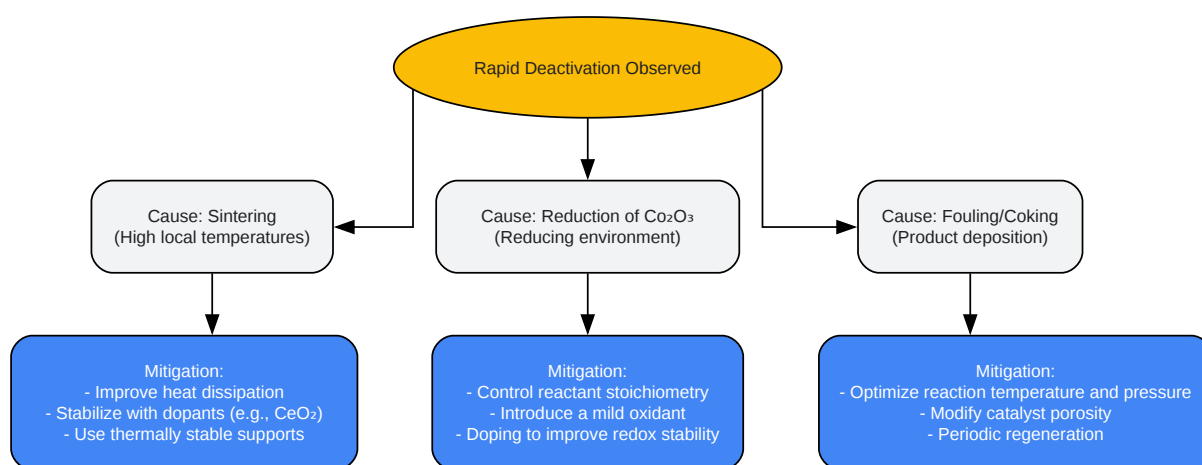 Rapid Deactivation Observed
Cause: Sintering
(High local temperatures)
Cause: Reduction of Co₂O₃
(Reducing environment)
Cause: Fouling/Coking
(Product deposition)
Mitigation:
- Improve heat dissipation
- Stabilize with dopants (e.g., CeO₂)
- Use thermally stable supports
Mitigation:
- Control reactant stoichiometry
- Introduce a mild oxidant
- Doping to improve redox stability
Mitigation:
- Optimize reaction temperature and pressure
- Modify catalyst porosity
- Periodic regeneration